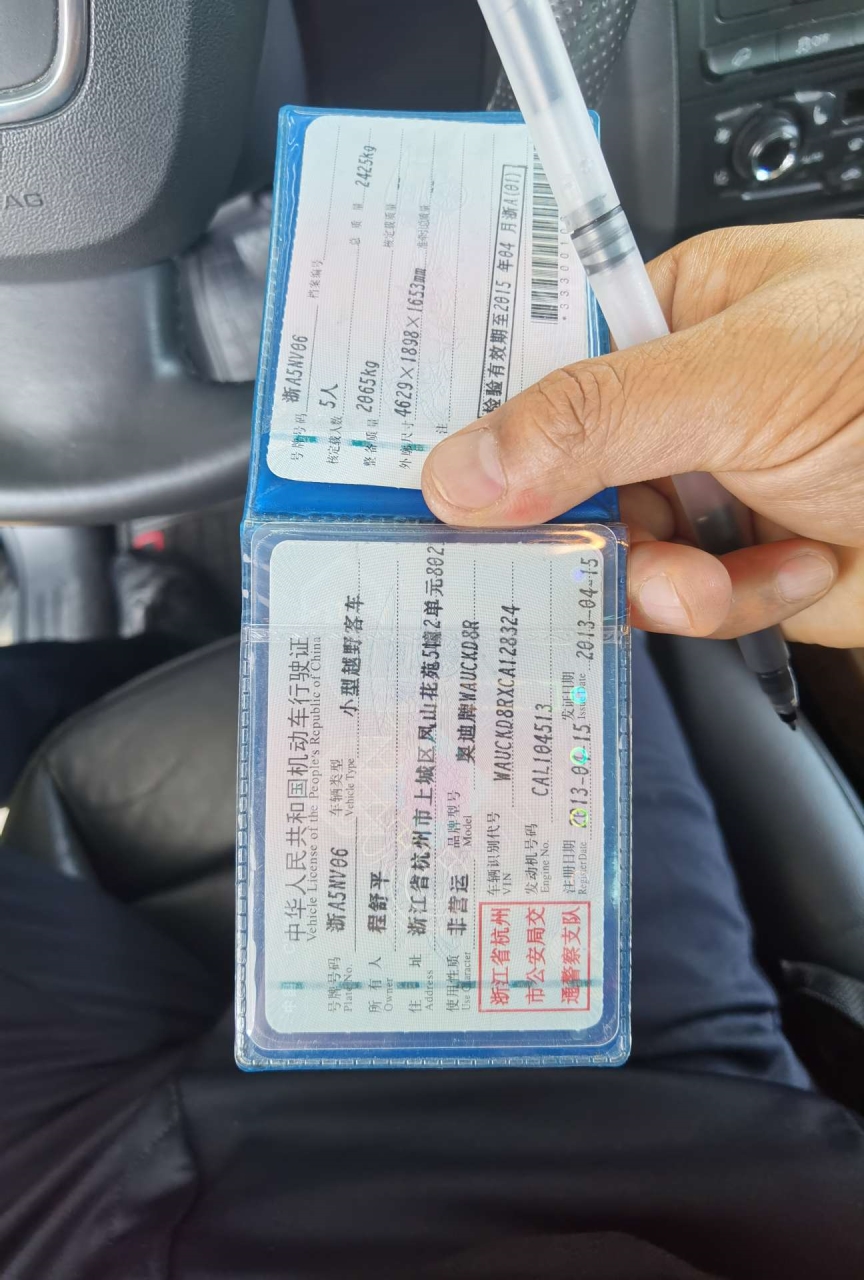 中华人民共和国机动车行驶证
Vehicle License of the People's Republic of China
号牌号码 浙A5NV06 车辆类型 小型越野客车
Plate No. Vehicle Type
所有人 程舒平
Owner
住址 浙江省杭州市上城区凤山花苑5幢2单元802
Address
使用性质 非营运 品牌型号 奥迪牌WAUCKD8R
Use Character Model
浙江省杭州
市公安局交
通警察支队
车辆识别代号 WAUCKD8RXCA128324
VIN
发动机号码 CAL104513
Engine No.
注册日期 2013-04-15 发证日期 2013-04-15
Register Date Issue Date
号牌号码 浙A5NV06 档案编号
核定载人数 5人 总质量 2425kg
整备质量 2065kg 核定载质量
外廓尺寸 4629×1898×1653mm 准牵引总质量
注
检验有效期至2015年04月浙A(01)